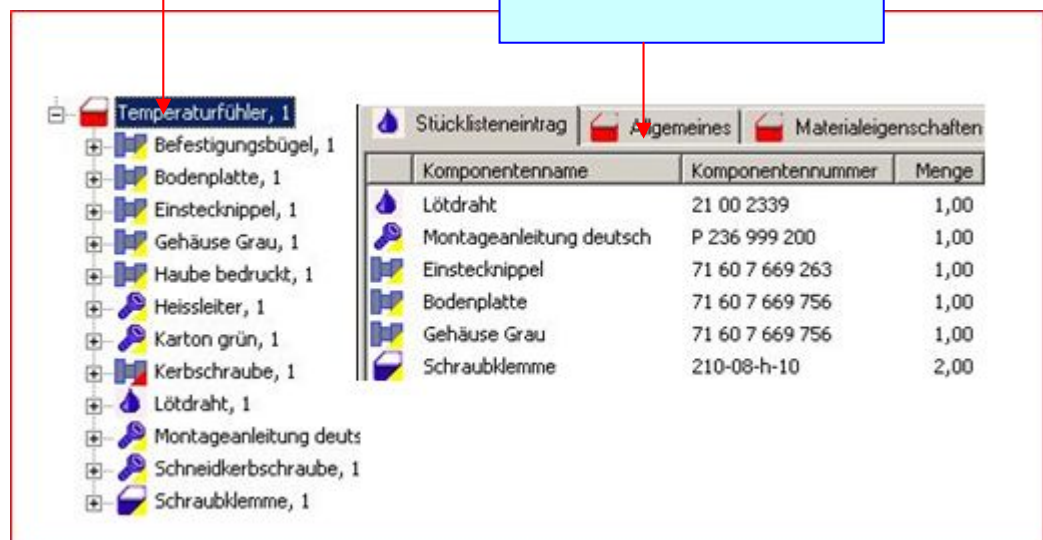 Temperaturfühler, 1
Befestigungsbügel, 1
Bodenplatte, 1
Einstecknippel, 1
Gehäuse Grau, 1
Haube bedruckt, 1
Heissleiter, 1
Karton grün, 1
Kerbschraube, 1
Lötdraht, 1
Montageanleitung deuts
Schneidkerbschraube, 1
Schraubklemme, 1
Stücklisteneintrag Allgemeines Materialeigenschaften
Komponentenname Komponentennummer Menge
Lötdraht 21 00 2339 1,00
Montageanleitung deutsch P 236 999 200 1,00
Einstecknippel 71 60 7 669 263 1,00
Bodenplatte 71 60 7 669 756 1,00
Gehäuse Grau 71 60 7 669 756 1,00
Schraubklemme 210-08-h-10 2,00